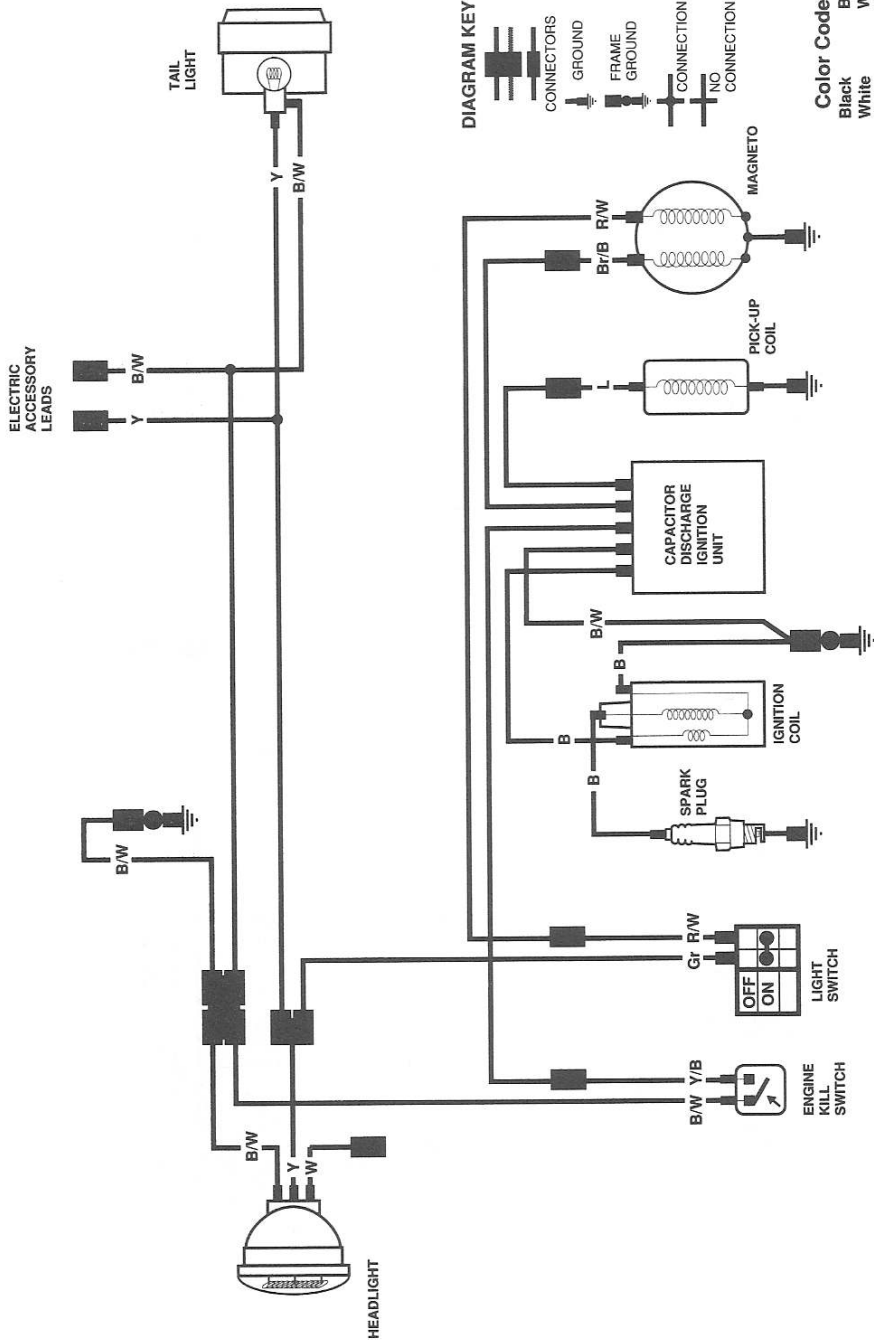 TAIL
LIGHT
Y
B/W
ELECTRIC
ACCESSORY
LEADS
Y
B/W
B/W
B/W
Y
W
HEADLIGHT
DIAGRAM KEY
CONNECTORS
GROUND
FRAME
GROUND
CONNECTION
NO
CONNECTION
Color Code
Black B
White W
R/W
Br/B
MAGNETO
L
PICK-UP
COIL
CAPACITOR
DISCHARGE
IGNITION
UNIT
B/W
B
B
B
IGNITION
COIL
SPARK
PLUG
R/W
Gr
OFF
ON
LIGHT
SWITCH
Y/B
B/W
ENGINE
KILL
SWITCH